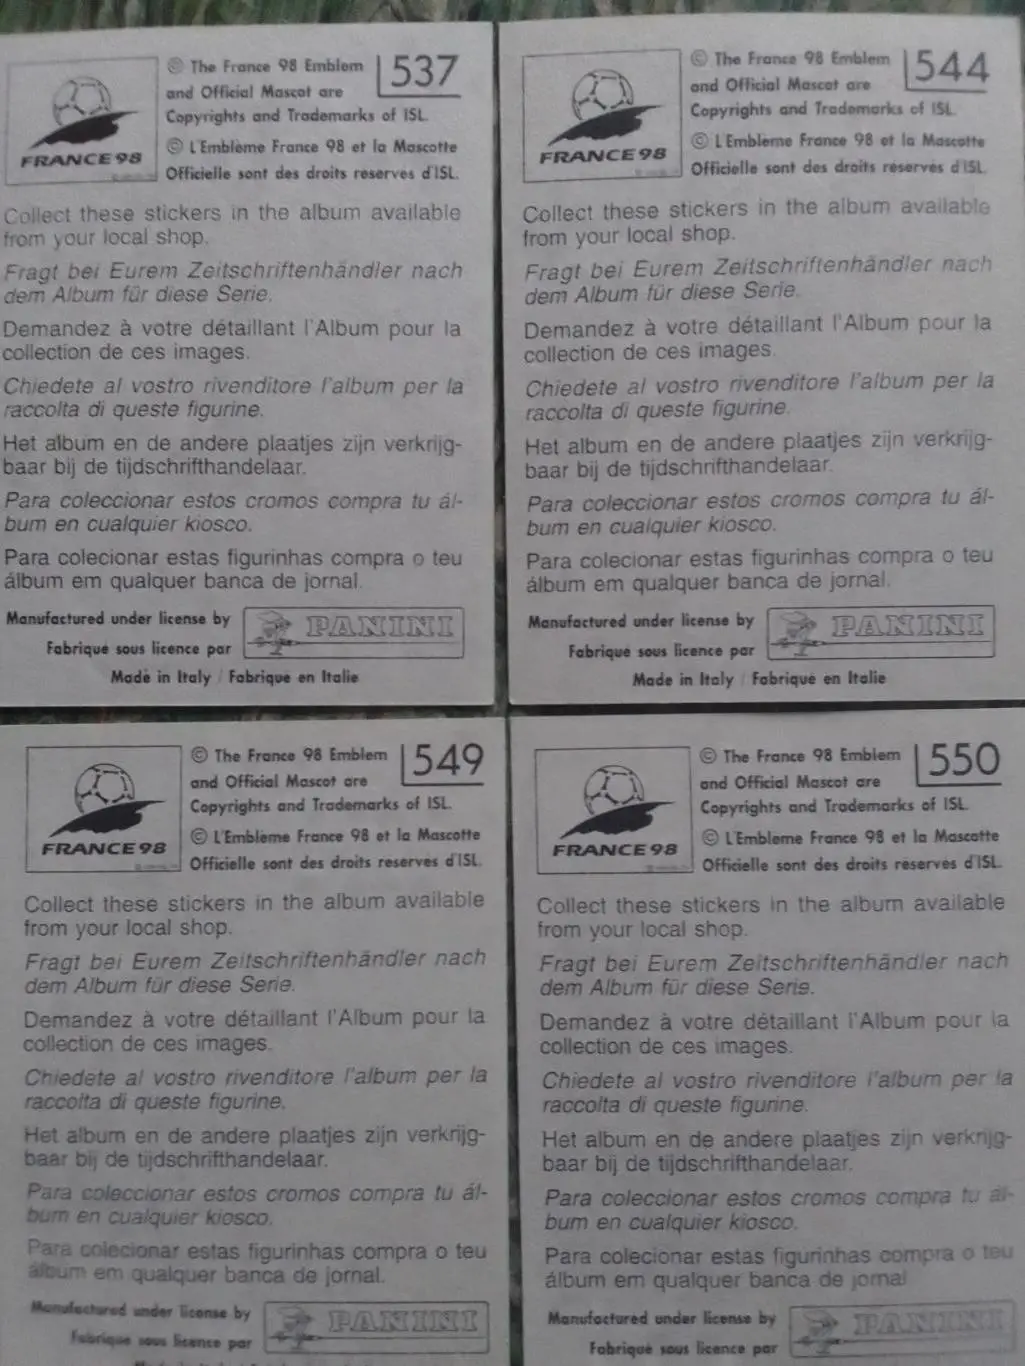 © The France 98 Emblem
and Official Mascot are
Copyrights and Trademarks of ISL.
© L'Emblème France 98 et la Mascotte
Officielle sont des droits réservés d'ISL.
537
FRANCE 98
Collect these stickers in the album available
from your local shop.
Fragt bei Eurem Zeitschriftenhändler nach
dem Album für diese Serie.
Demandez à votre détaillant l'Album pour la
collection de ces images.
Chiedete al vostro rivenditore l'album per la
raccolta di queste figurine.
Het album en de andere plaatjes zijn verkrijg-
baar bij de tijdschrifthandelaar.
Para coleccionar estos cromos compra tu ál-
bum en cualquier kiosco.
Para colecionar estas figurinhas compra o teu
álbum em qualquer banca de jornal.
Manufactured under license by
Fabriqué sous licence par
PANINI
Made in Italy / Fabriqué en Italie
© The France 98 Emblem
and Official Mascot are
Copyrights and Trademarks of ISL.
© L'Emblème France 98 et la Mascotte
Officielle sont des droits réservés d'ISL.
544
FRANCE 98
Collect these stickers in the album available
from your local shop.
Fragt bei Eurem Zeitschriftenhändler nach
dem Album für diese Serie.
Demandez à votre détaillant l'Album pour la
collection de ces images.
Chiedete al vostro rivenditore l'album per la
raccolta di queste figurine.
Het album en de andere plaatjes zijn verkrijg-
baar bij de tijdschrifthandelaar.
Para coleccionar estos cromos compra tu ál-
bum en cualquier kiosco.
Para colecionar estas figurinhas compra o teu
álbum em qualquer banca de jornal.
Manufactured under license by
Fabriqué sous licence par
PANINI
Made in Italy / Fabriqué en Italie
© The France 98 Emblem
and Official Mascot are
Copyrights and Trademarks of ISL.
© L'Emblème France 98 et la Mascotte
Officielle sont des droits réservés d'ISL.
549
FRANCE 98
Collect these stickers in the album available
from your local shop.
Fragt bei Eurem Zeitschriftenhändler nach
dem Album für diese Serie.
Demandez à votre détaillant l'Album pour la
collection de ces images.
Chiedete al vostro rivenditore l'album per la
raccolta di queste figurine.
Het album en de andere plaatjes zijn verkrijg-
baar bij de tijdschrifthandelaar.
Para coleccionar estos cromos compra tu ál-
bum en cualquier kiosco.
Para colecionar estas figurinhas compra o teu
álbum em qualquer banca de jornal.
Manufactured under license by
Fabriqué sous licence par
PANINI
© The France 98 Emblem
and Official Mascot are
Copyrights and Trademarks of ISL.
© L'Emblème France 98 et la Mascotte
Officielle sont des droits réservés d'ISL.
550
FRANCE 98
Collect these stickers in the album available
from your local shop.
Fragt bei Eurem Zeitschriftenhändler nach
dem Album für diese Serie.
Demandez à votre détaillant l'Album pour la
collection de ces images.
Chiedete al vostro rivenditore l'album per la
raccolta di queste figurine.
Het album en de andere plaatjes zijn verkrijg-
baar bij de tijdschrifthandelaar.
Para coleccionar estos cromos compra tu ál-
bum en cualquier kiosco.
Para colecionar estas figurinhas compra o teu
álbum em qualquer banca de jornal
Manufactured under license by
Fabriqué sous licence par
PANINI